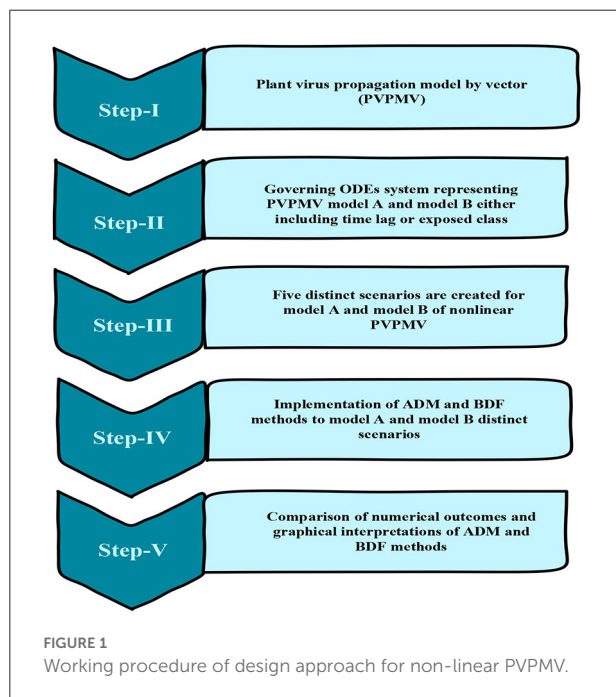 Step-I
Plant virus propagation model by vector
(PVPMV)
Step-II
Governing ODEs system representing
PVPMV model A and model B either
including time lag or exposed class
Step-III
Five distinct scenarios are created for
model A and model B of nonlinear
PVPMV
Step-IV
Implementation of ADM and BDF
methods to model A and model B distinct
scenarios
Step-V
Comparison of numerical outcomes and
graphical interpretations of ADM and
BDF methods
FIGURE 1
Working procedure of design approach for non-linear PVPMV.